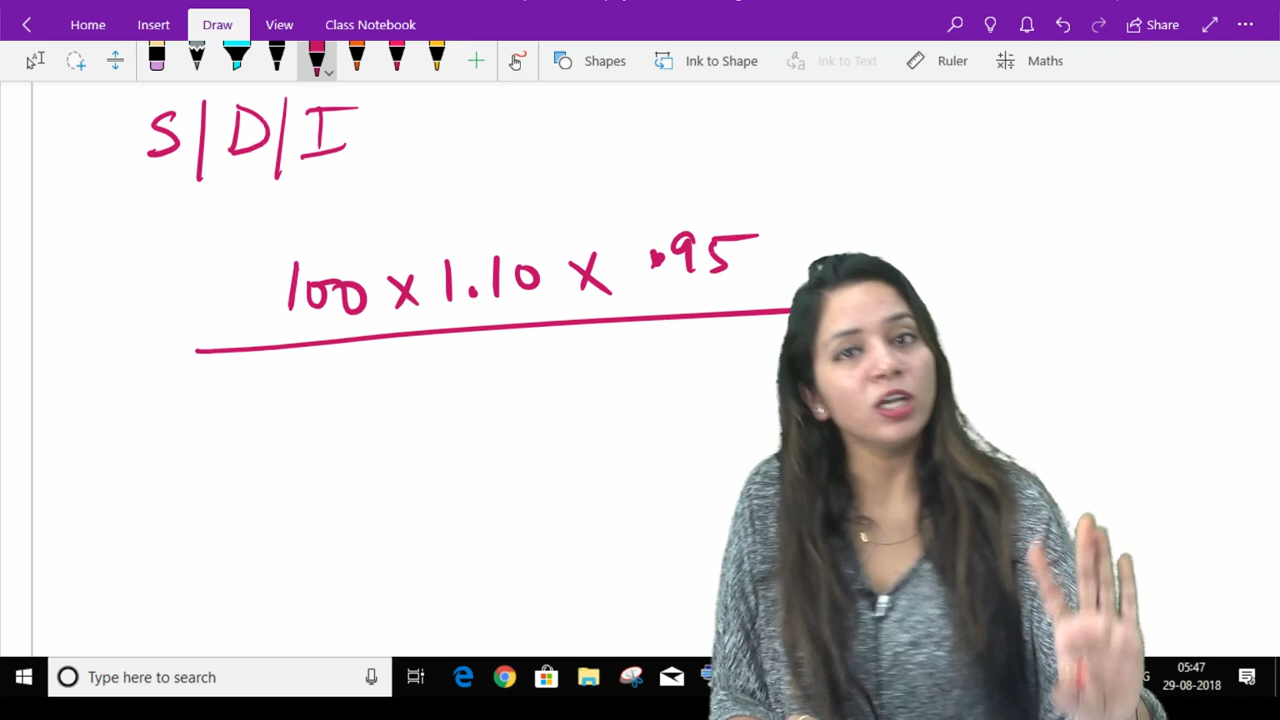 Home Insert Draw View Class Notebook Share
Shapes Ink to Shape Ink to Text Ruler Maths
S/D/I
100 x 1.10 x .95
Type here to search
G 05:47
29-08-2018